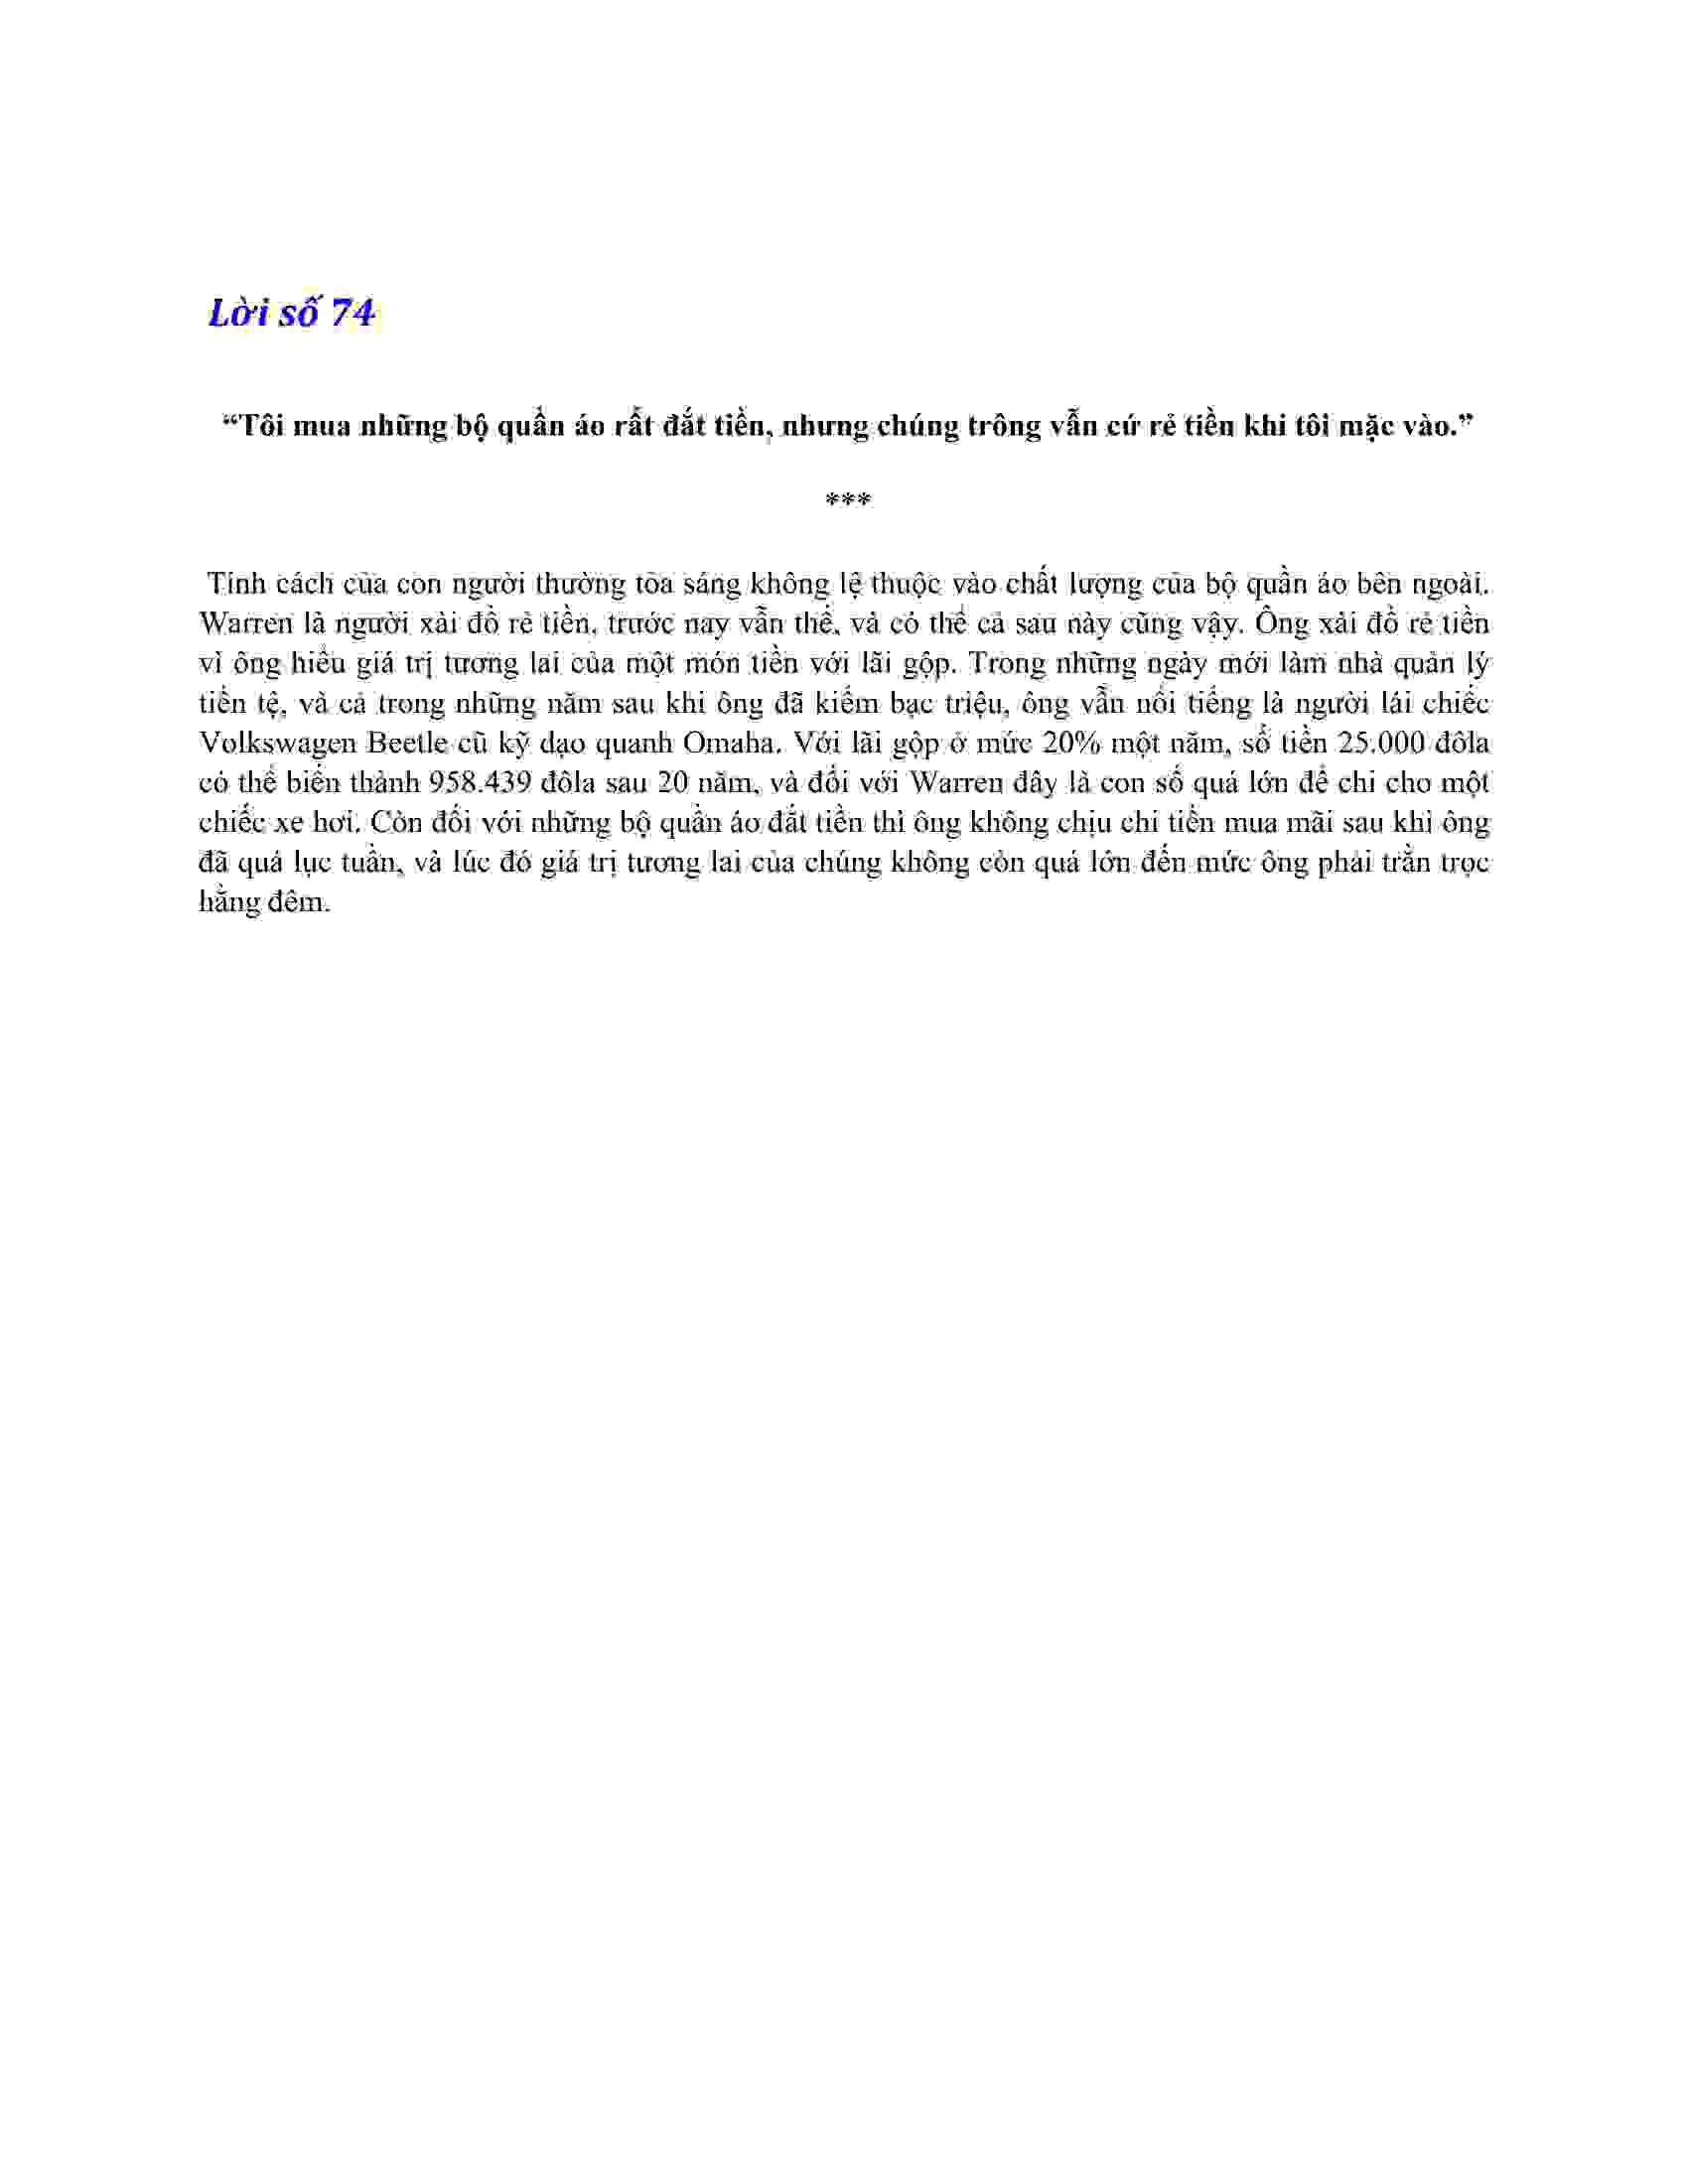 Lời số 74
“Tôi mua những bộ quần áo rất đắt tiền, nhưng chúng trông vẫn cứ rẻ tiền khi tôi mặc vào.”
***
Tính cách của con người thường tỏa sáng không lệ thuộc vào chất lượng của bộ quần áo bên ngoài.
Warren là người xài đồ rẻ tiền, trước nay vẫn thế, và có thể cả sau này cũng vậy. Ông xài đồ rẻ tiền
vì ông hiểu giá trị tương lai của một món tiền với lãi gộp. Trong những ngày mới làm nhà quản lý
tiền tệ, và cả trong những năm sau khi ông đã kiếm bạc triệu, ông vẫn nổi tiếng là người lái chiếc
Volkswagen Beetle cũ kỹ dạo quanh Omaha. Với lãi gộp ở mức 20% một năm, số tiền 25.000 đôla
có thể biến thành 958.439 đôla sau 20 năm, và đối với Warren đây là con số quá lớn để chi cho một
chiếc xe hơi. Còn đối với những bộ quần áo đắt tiền thì ông không chịu chi tiền mua mãi sau khi ông
đã quá lục tuần, và lúc đó giá trị tương lai của chúng không còn quá lớn đến mức ông phải trằn trọc
hằng đêm.